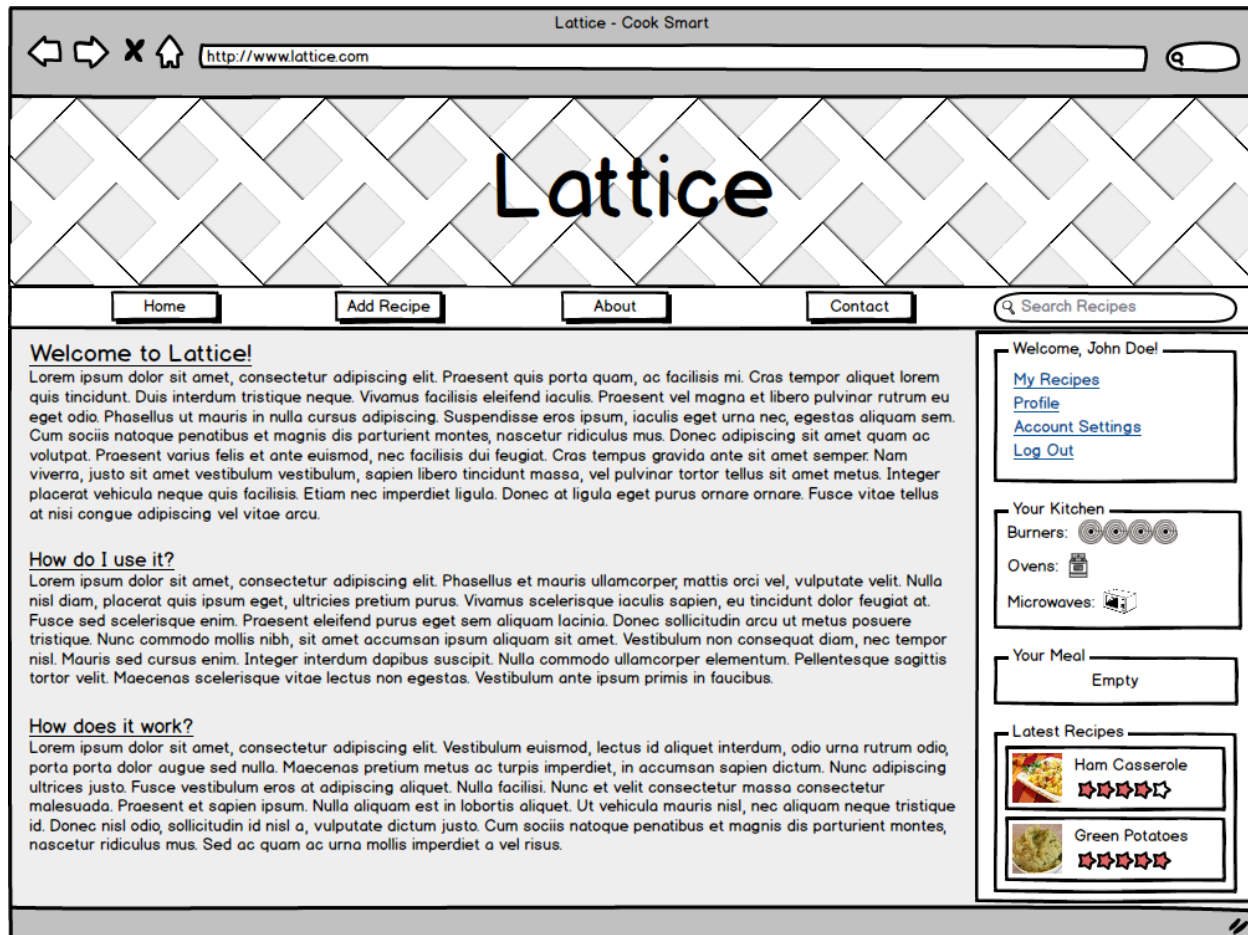 Lattice - Cook Smart
http://www.lattice.com
Lattice
Home
Add Recipe
About
Contact
Search Recipes
Welcome to Lattice!
Lorem ipsum dolor sit amet, consectetur adipiscing elit. Praesent quis porta quam, ac facilisis mi. Cras tempor aliquet lorem
quis tincidunt. Duis interdum tristique neque. Vivamus facilisis eleifend iaculis. Praesent vel magna et libero pulvinar rutrum eu
eget odio. Phasellus ut mauris in nulla cursus adipiscing. Suspendisse eros ipsum, iaculis eget urna nec, egestas aliquam sem.
Cum sociis natoque penatibus et magnis dis parturient montes, nascetur ridiculus mus. Donec adipiscing sit amet quam ac
volutpat. Praesent varius felis et ante euismod, nec facilisis dui feugiat. Cras tempus gravida ante sit amet semper. Nam
viverra, justo sit amet vestibulum vestibulum, sapien libero tincidunt massa, vel pulvinar tortor tellus sit amet metus. Integer
placerat vehicula neque quis facilisis. Etiam nec imperdiet ligula. Donec at ligula eget purus ornare ornare. Fusce vitae tellus
at nisi congue adipiscing vel vitae arcu.
How do I use it?
Lorem ipsum dolor sit amet, consectetur adipiscing elit. Phasellus et mauris ullamcorper, mattis orci vel, vulputate velit. Nulla
nisl diam, placerat quis ipsum eget, ultricies pretium purus. Vivamus scelerisque iaculis sapien, eu tincidunt dolor feugiat at.
Fusce sed scelerisque enim. Praesent eleifend purus eget sem aliquam lacinia. Donec sollicitudin arcu ut metus posuere
tristique. Nunc commodo mollis nibh, sit amet accumsan ipsum aliquam sit amet. Vestibulum non consequat diam, nec tempor
nisl. Mauris sed cursus enim. Integer interdum dapibus suscipit. Nulla commodo ullamcorper elementum. Pellentesque sagittis
tortor velit. Maecenas scelerisque vitae lectus non egestas. Vestibulum ante ipsum primis in faucibus.
How does it work?
Lorem ipsum dolor sit amet, consectetur adipiscing elit. Vestibulum euismod, lectus id aliquet interdum, odio urna rutrum odio,
porta porta dolor augue sed nulla. Maecenas pretium metus ac turpis imperdiet, in accumsan sapien dictum. Nunc adipiscing
ultrices justo. Fusce vestibulum eros at adipiscing aliquet. Nulla facilisi. Nunc et velit consectetur massa consectetur
malesuada. Praesent et sapien ipsum. Nulla aliquam est in lobortis aliquet. Ut vehicula mauris nisl, nec aliquam neque tristique
id. Donec nisl odio, sollicitudin id nisl a, vulputate dictum justo. Cum sociis natoque penatibus et magnis dis parturient montes,
nascetur ridiculus mus. Sed ac quam ac urna mollis imperdiet a vel risus.
Welcome, John Doe!
My Recipes
Profile
Account Settings
Log Out
Your Kitchen
Burners:
Ovens:
Microwaves:
Your Meal
Empty
Latest Recipes
Ham Casserole
Green Potatoes